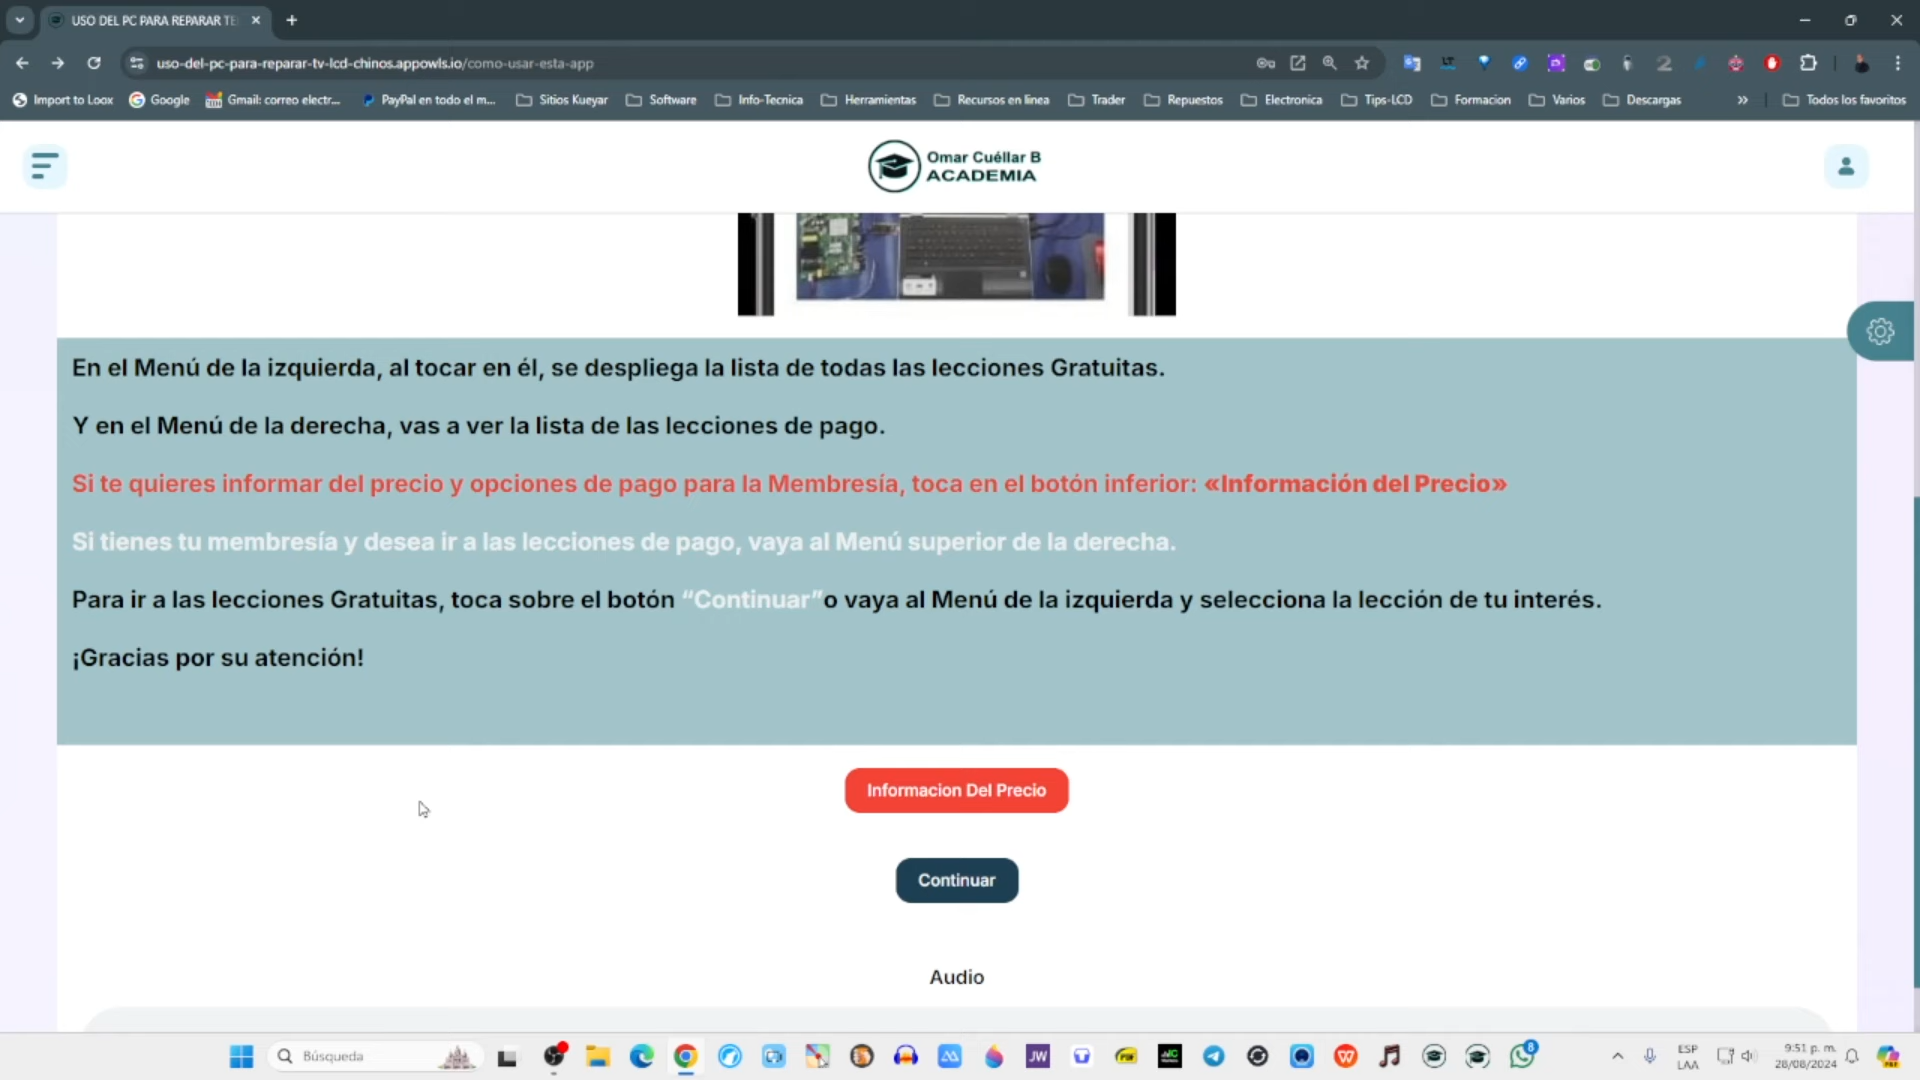 USO DEL PC PARA REPARAR TE
uso-del-pc-para-reparar-tv-lcd-chinos.appowls.io/como-usar-esta-app
Import to Loox Google Gmail: correo electr... PayPal en todo el m... Sitios Kueyar Software Info-Tecnica Herramientas Recursos en linea Trader Repuestos Electronica Tips-LCD Formacion Varios Descargas » Todos los favoritos
Omar Cuéllar B
ACADEMIA
En el Menú de la izquierda, al tocar en él, se despliega la lista de todas las lecciones Gratuitas.
Y en el Menú de la derecha, vas a ver la lista de las lecciones de pago.
Si te quieres informar del precio y opciones de pago para la Membresía, toca en el botón inferior: «Información del Precio»
Si tienes tu membresía y desea ir a las lecciones de pago, vaya al Menú superior de la derecha.
Para ir a las lecciones Gratuitas, toca sobre el botón “Continuar”o vaya al Menú de la izquierda y selecciona la lección de tu interés.
¡Gracias por su atención!
Informacion Del Precio
Continuar
Audio
Búsqueda
JW
8
ESP
LAA
9:51 p. m.
28/08/2024